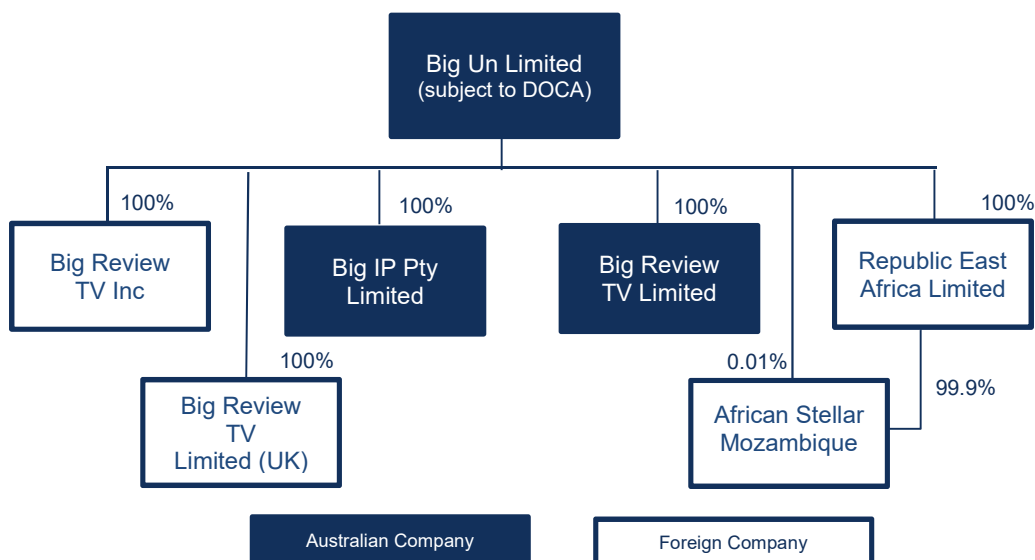 Big Un Limited
(subject to DOCA)
100%
100%
100%
100%
Big Review
TV Inc
Big IP Pty
Limited
Big Review
TV Limited
Republic East
Africa Limited
100%
0.01%
99.9%
Big Review
TV
Limited (UK)
African Stellar
Mozambique
Australian Company
Foreign Company